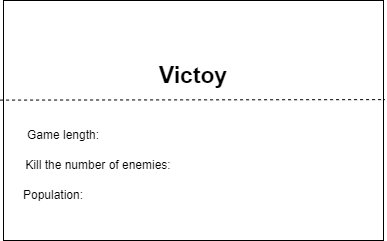 Victoy
Game length:
Kill the number of enemies:
Population: